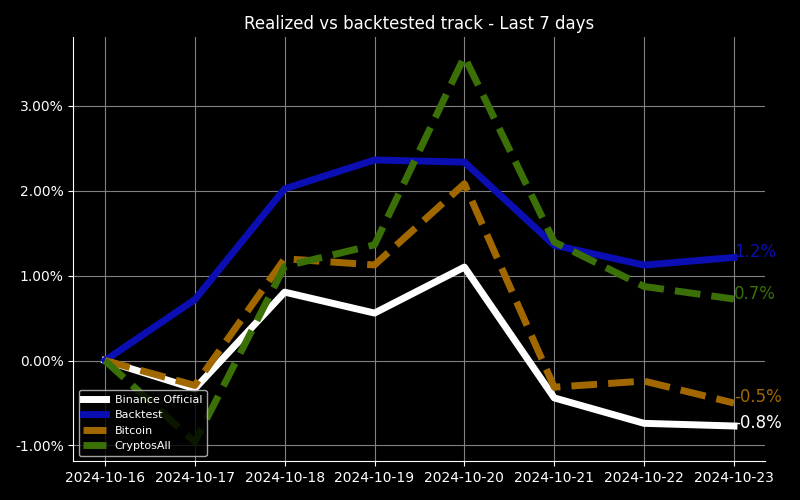 Realized vs backtested track - Last 7 days
3.00%
2.00%
1.00%
0.00%
-1.00%
1.2%
0.7%
-0.5%
-0.8%
Binance Official
Backtest
Bitcoin
CryptosAll
2024-10-16 2024-10-17 2024-10-18 2024-10-19 2024-10-20 2024-10-21 2024-10-22 2024-10-23